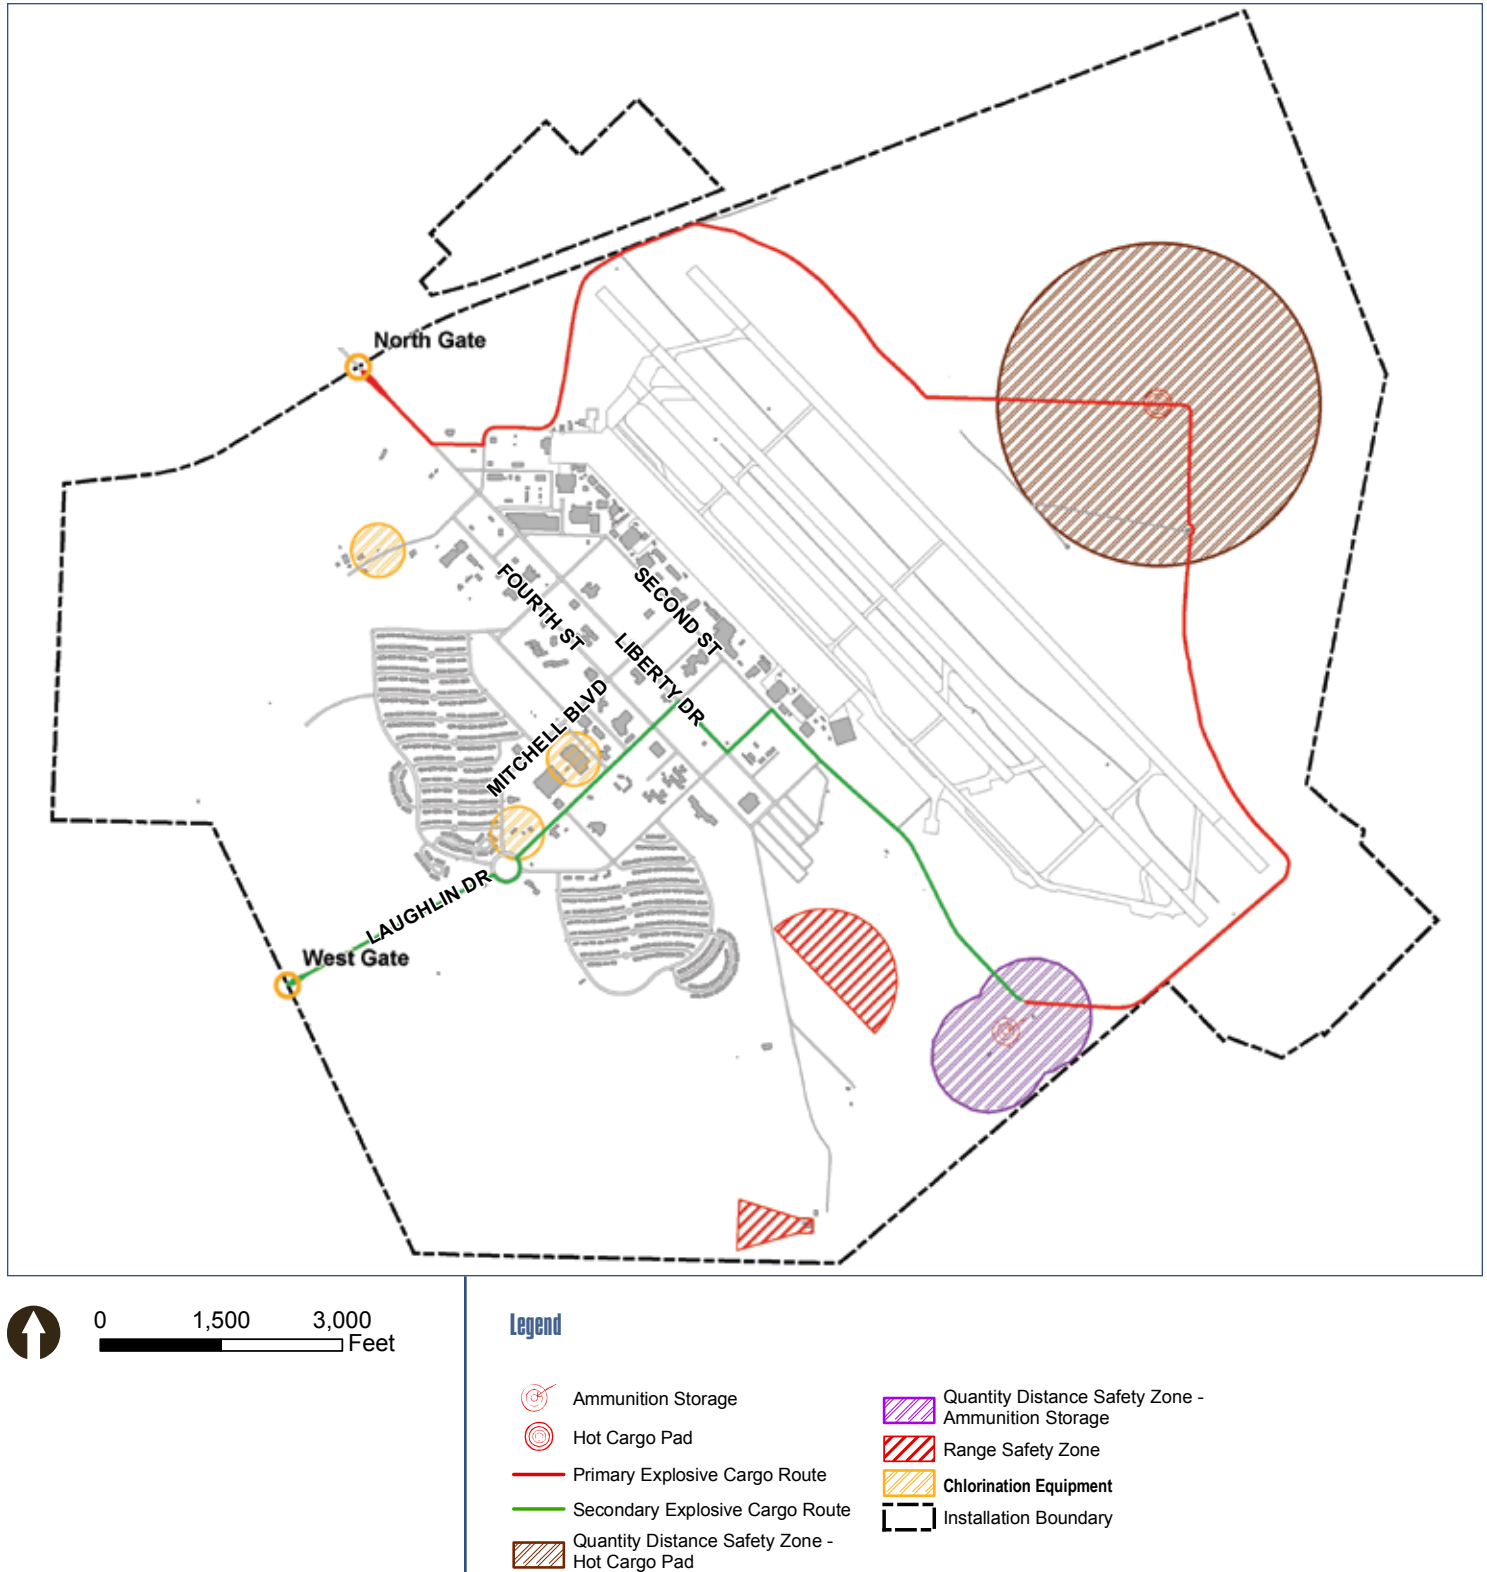 North Gate
FOURTH ST
SECOND ST
LIBERTY DR
MITCHELL BLVD
LAUGHLIN DR
West Gate
0 1,500 3,000
Feet
Legend
Ammunition Storage
Hot Cargo Pad
Primary Explosive Cargo Route
Secondary Explosive Cargo Route
Quantity Distance Safety Zone -
Hot Cargo Pad
Quantity Distance Safety Zone -
Ammunition Storage
Range Safety Zone
Chlorination Equipment
Installation Boundary